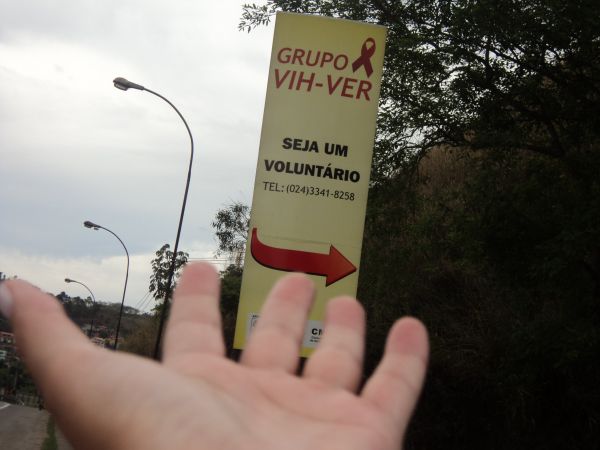 GRUPO
VIH-VER
SEJA UM
VOLUNTÁRIO
TEL: (024)3341-8258